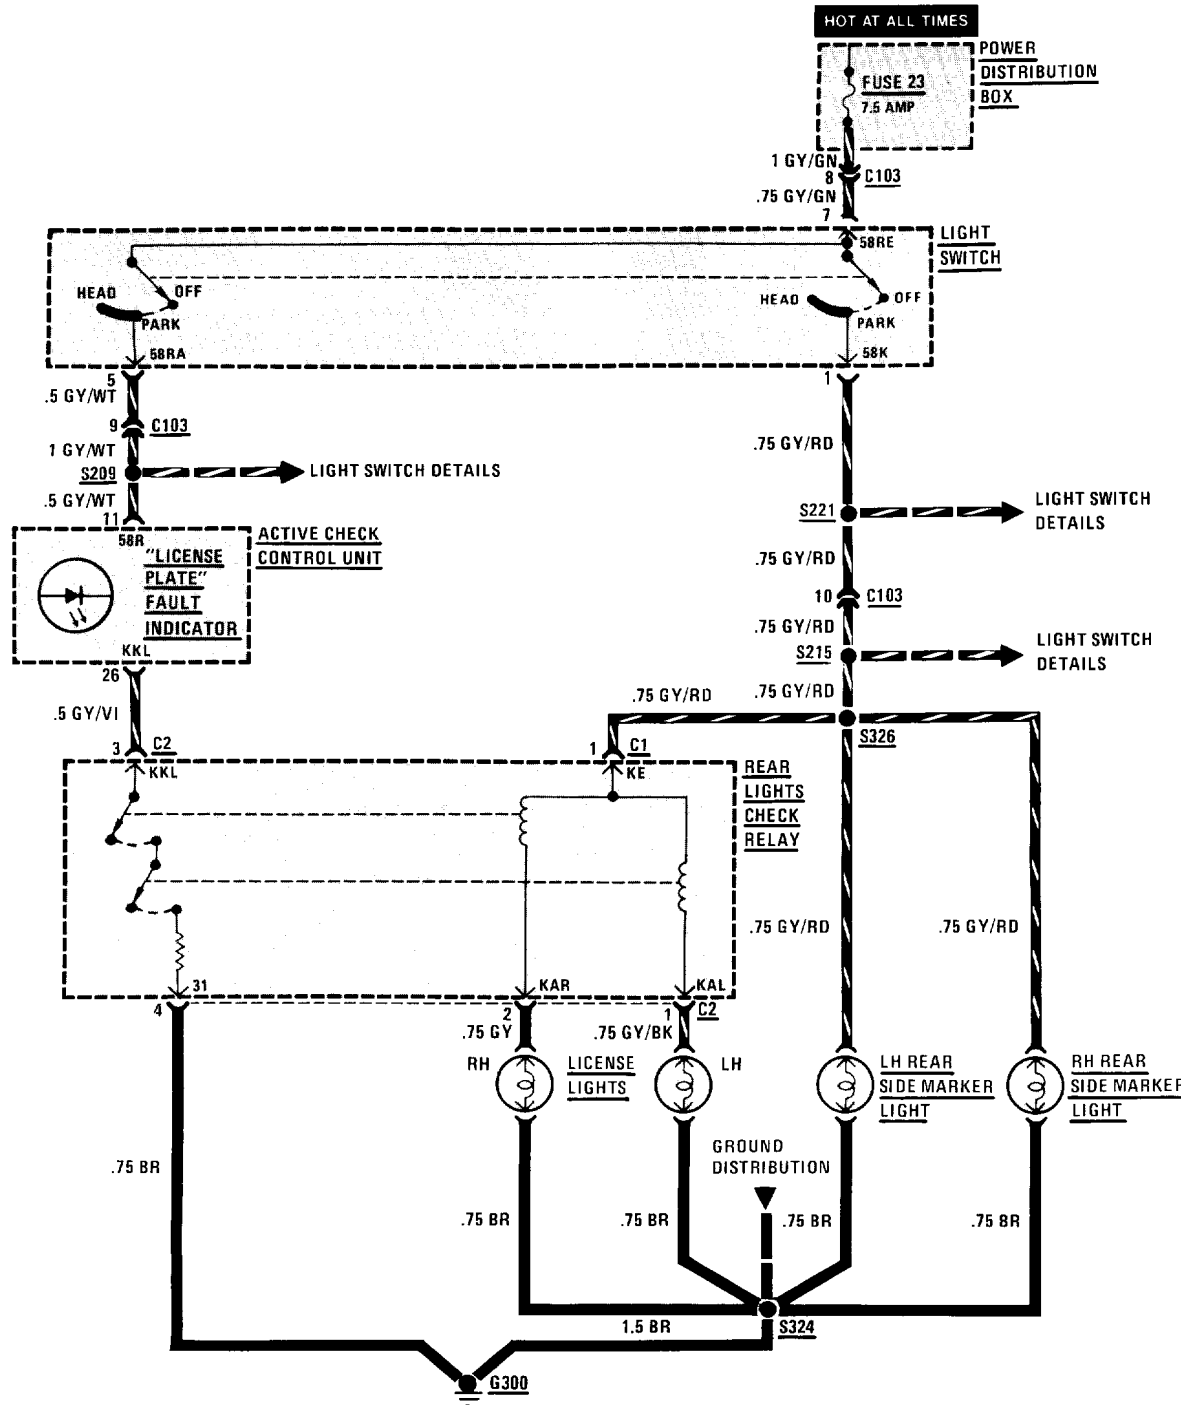 HOT AT ALL TIMES
POWER
DISTRIBUTION
BOX
FUSE 23
7.5 AMP
1 GY/GN
8
C103
.75 GY/GN
7
LIGHT
SWITCH
58RE
OFF
HEAD
PARK
58RA
OFF
HEAD
PARK
58K
5
.5 GY/WT
9
C103
1 GY/WT
S209
LIGHT SWITCH DETAILS
.5 GY/WT
11
1
.75 GY/RD
S221
LIGHT SWITCH
DETAILS
.75 GY/RD
10
C103
.75 GY/RD
S215
LIGHT SWITCH
DETAILS
.75 GY/RD
58R
ACTIVE CHECK
CONTROL UNIT
"LICENSE
PLATE"
FAULT
INDICATOR
KKL
26
.5 GY/VI
3
C2
.75 GY/RD
S326
1
C1
KKL
KE
REAR
LIGHTS
CHECK
RELAY
.75 GY/RD
.75 GY/RD
31
KAR
KAL
4
2
1
C2
.75 GY
.75 GY/BK
RH
LICENSE
LIGHTS
LH
LH REAR
SIDE MARKER
LIGHT
RH REAR
SIDE MARKER
LIGHT
GROUND
DISTRIBUTION
.75 BR
.75 BR
.75 BR
.75 BR
.75 BR
1.5 BR
S324
G300